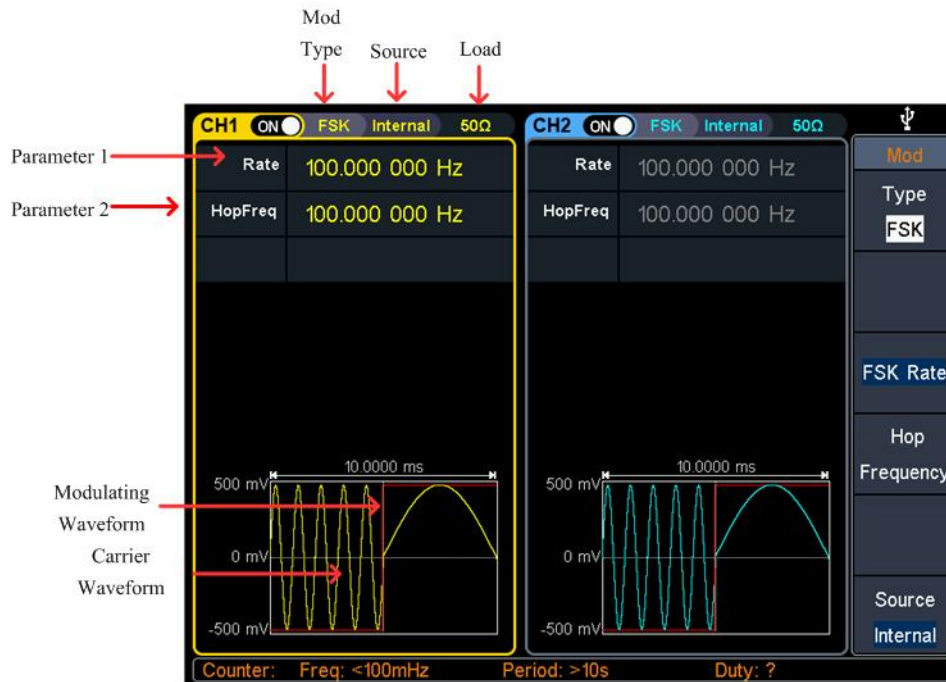 Mod
Type
Source
Load
Parameter 1
Parameter 2
CH1 ON FSK Internal 50Ω
Rate 100.000 000 Hz
HopFreq 100.000 000 Hz
10.0000 ms
500 mV
0 mV
-500 mV
Modulating
Waveform
Carrier
Waveform
CH2 ON FSK Internal 50Ω
Rate 100.000 000 Hz
HopFreq 100.000 000 Hz
10.0000 ms
500 mV
0 mV
-500 mV
Mod
Type
FSK
FSK Rate
Hop
Frequency
Source
Internal
Counter: Freq: <100mHz Period: >10s Duty: ?